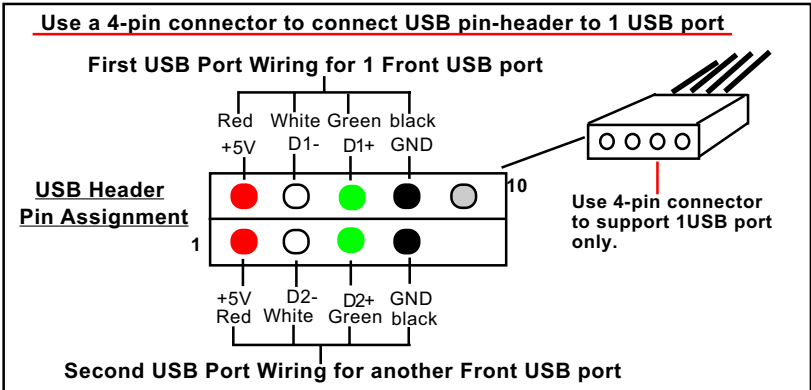 Use a 4-pin connector to connect USB pin-header to 1 USB port
First USB Port Wiring for 1 Front USB port
Red White Green black
+5V D1- D1+ GND
USB Header
Pin Assignment
10
1
Use 4-pin connector
to support 1USB port
only.
+5V D2- D2+ GND
Red White Green black
Second USB Port Wiring for another Front USB port